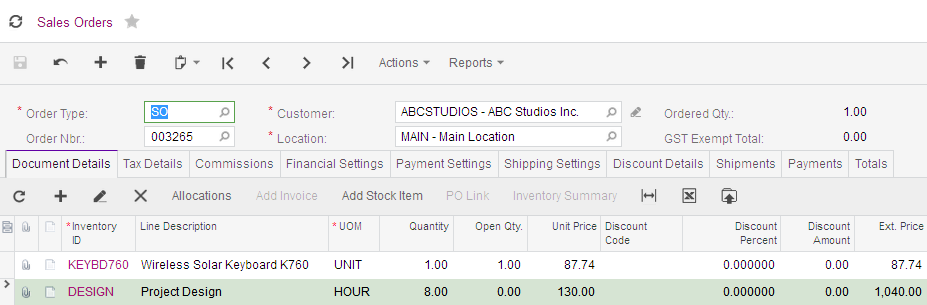 Sales Orders
Actions Reports
* Order Type: SO * Customer: ABCSTUDIOS - ABC Studios Inc. Ordered Qty.: 1.00
Order Nbr.: 003265 * Location: MAIN - Main Location GST Exempt Total: 0.00
Document Details Tax Details Commissions Financial Settings Payment Settings Shipping Settings Discount Details Shipments Payments Totals
Allocations Add Invoice Add Stock Item PO Link Inventory Summary
* Inventory ID Line Description * UOM Quantity Open Qty. Unit Price Discount Code Discount Percent Discount Amount Ext. Price
KEYBD760 Wireless Solar Keyboard K760 UNIT 1.00 1.00 87.74 0.000000 0.00 87.74
DESIGN Project Design HOUR 8.00 0.00 130.00 0.000000 0.00 1,040.00